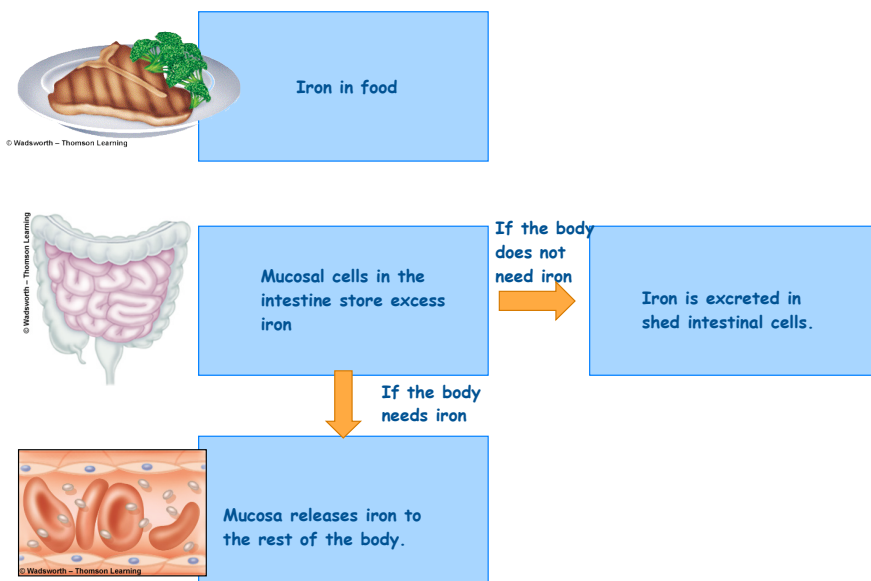 Iron in food
© Wadsworth – Thomson Learning
© Wadsworth – Thomson Learning
Mucosal cells in the
intestine store excess
iron
If the body
does not
need iron
Iron is excreted in
shed intestinal cells.
If the body
needs iron
Mucosa releases iron to
the rest of the body.
© Wadsworth – Thomson Learning